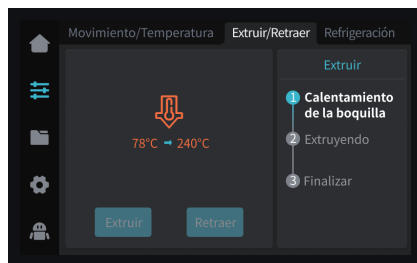 Movimiento/Temperatura Extruir/Retraer Refrigeración
Extruir
1 Calentamiento
de la boquilla
78°C → 240°C
2 Extruyendo
3 Finalizar
Extruir Retraer